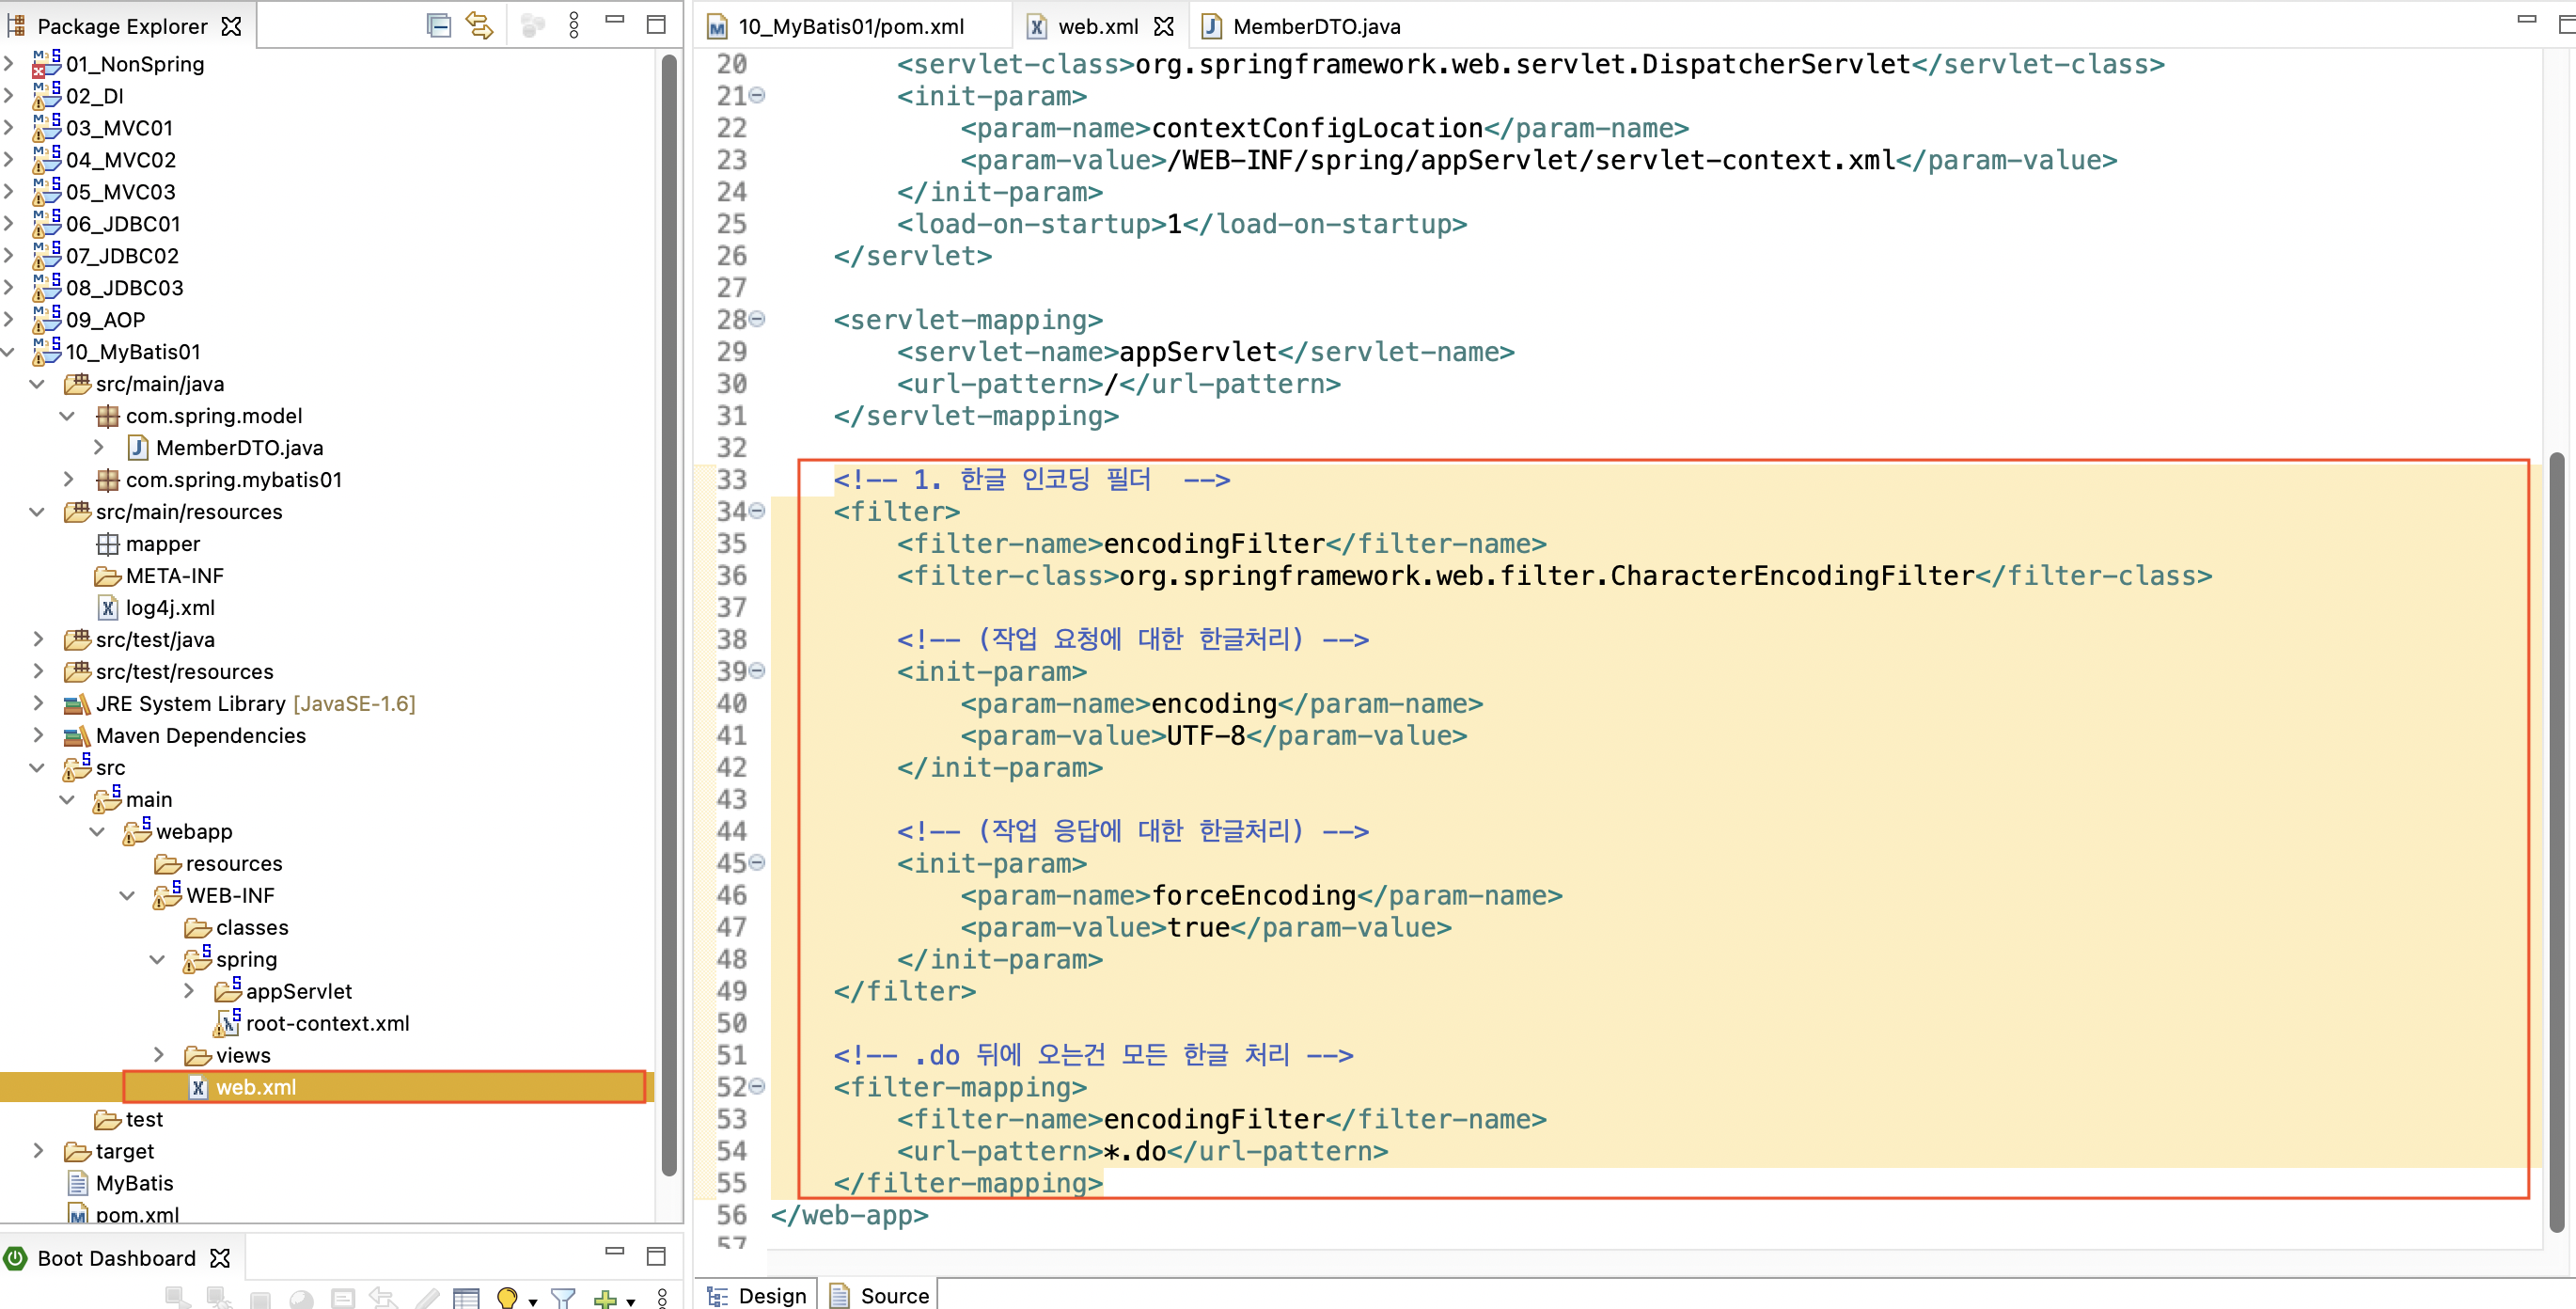 Package Explorer
01_NonSpring
02_DI
03_MVC01
04_MVC02
05_MVC03
06_JDBC01
07_JDBC02
08_JDBC03
09_AOP
10_MyBatis01
src/main/java
com.spring.model
MemberDTO.java
com.spring.mybatis01
src/main/resources
mapper
META-INF
log4j.xml
src/test/java
src/test/resources
JRE System Library [JavaSE-1.6]
Maven Dependencies
src
main
webapp
resources
WEB-INF
classes
spring
appServlet
root-context.xml
views
web.xml
test
target
MyBatis
pom.xml
Boot Dashboard
10_MyBatis01/pom.xml
web.xml
MemberDTO.java
20 <servlet-class>org.springframework.web.servlet.DispatcherServlet</servlet-class>
21 <init-param>
22 <param-name>contextConfigLocation</param-name>
23 <param-value>/WEB-INF/spring/appServlet/servlet-context.xml</param-value>
24 </init-param>
25 <load-on-startup>1</load-on-startup>
26 </servlet>
27
28 <servlet-mapping>
29 <servlet-name>appServlet</servlet-name>
30 <url-pattern>/</url-pattern>
31 </servlet-mapping>
32
33 <!-- 1. 한글 인코딩 필더 -->
34 <filter>
35 <filter-name>encodingFilter</filter-name>
36 <filter-class>org.springframework.web.filter.CharacterEncodingFilter</filter-class>
37
38 <!-- (작업 요청에 대한 한글처리) -->
39 <init-param>
40 <param-name>encoding</param-name>
41 <param-value>UTF-8</param-value>
42 </init-param>
43
44 <!-- (작업 응답에 대한 한글처리) -->
45 <init-param>
46 <param-name>forceEncoding</param-name>
47 <param-value>true</param-value>
48 </init-param>
49 </filter>
50
51 <!-- .do 뒤에 오는건 모든 한글 처리 -->
52 <filter-mapping>
53 <filter-name>encodingFilter</filter-name>
54 <url-pattern>*.do</url-pattern>
55 </filter-mapping>
56 </web-app>
57
Design
Source